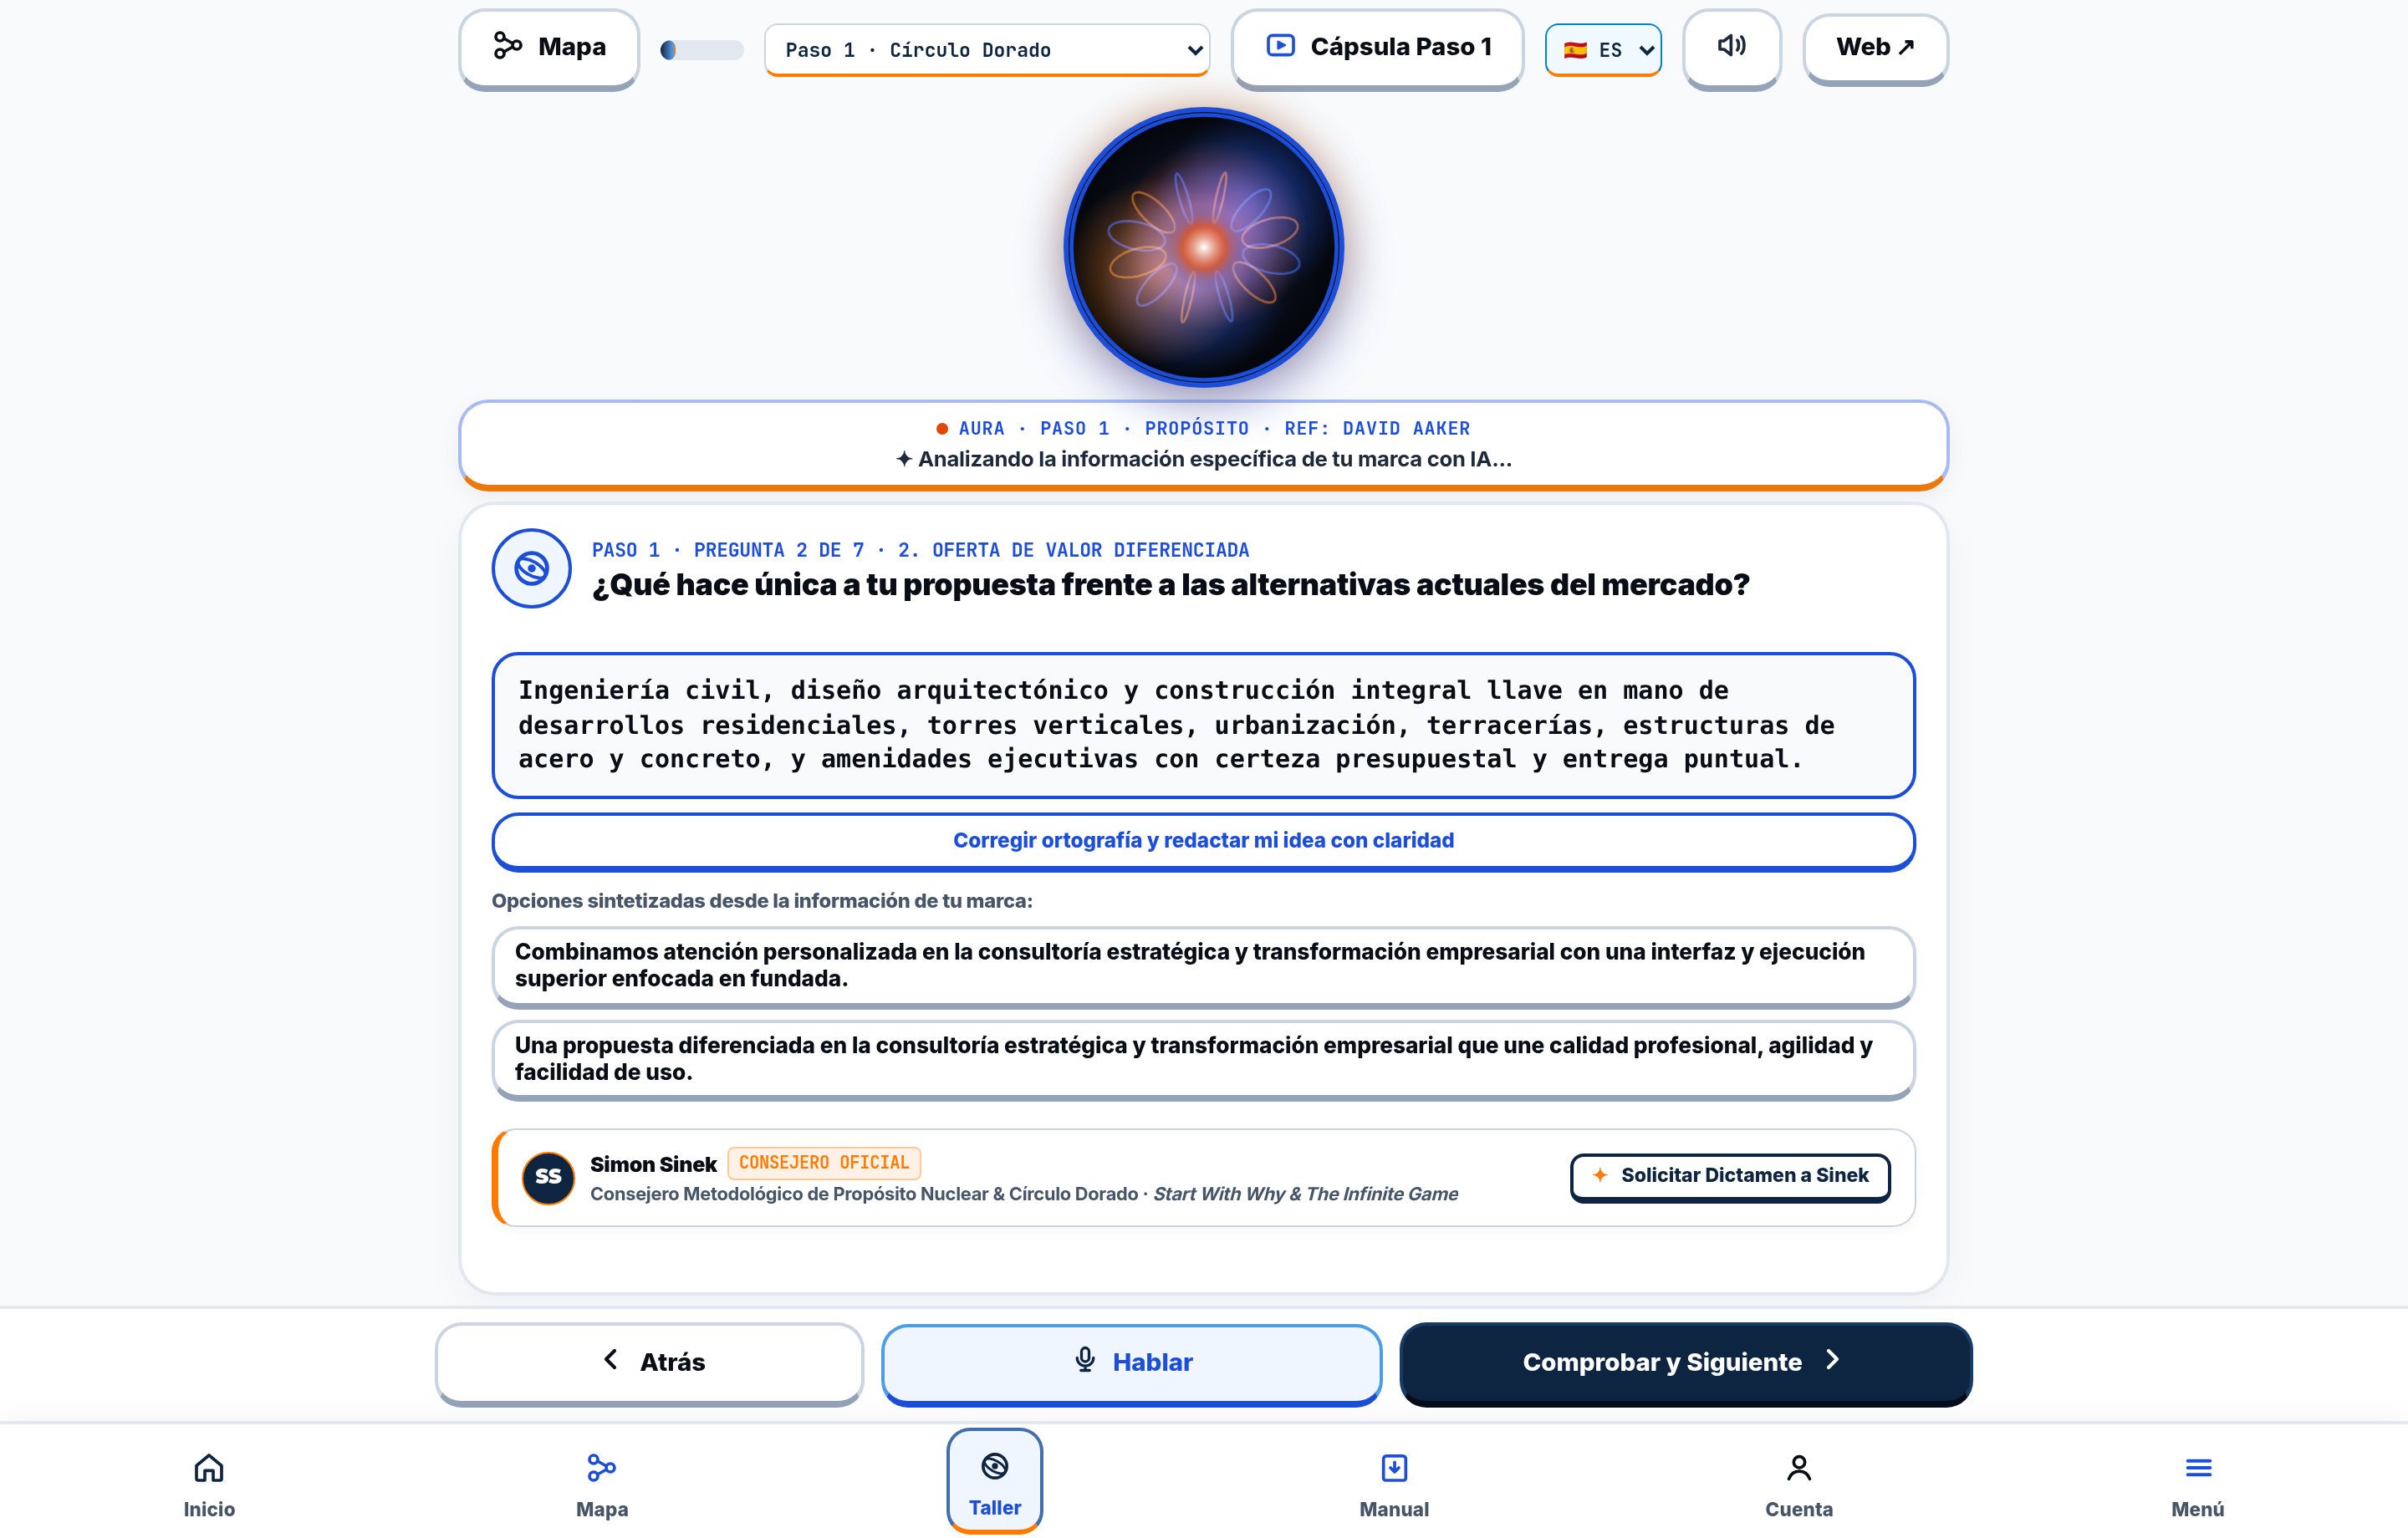 Mapa
Paso 1 · Círculo Dorado
Cápsula Paso 1
🇪🇸 ES
Web ↗
AURA · PASO 1 · PROPÓSITO · REF: DAVID AAKER
✦ Analizando la información específica de tu marca con IA...
PASO 1 · PREGUNTA 2 DE 7 · 2. OFERTA DE VALOR DIFERENCIADA
¿Qué hace única a tu propuesta frente a las alternativas actuales del mercado?
Ingeniería civil, diseño arquitectónico y construcción integral llave en mano de
desarrollos residenciales, torres verticales, urbanización, terracerías, estructuras de
acero y concreto, y amenidades ejecutivas con certeza presupuestal y entrega puntual.
Corregir ortografía y redactar mi idea con claridad
Opciones sintetizadas desde la información de tu marca:
Combinamos atención personalizada en la consultoría estratégica y transformación empresarial con una interfaz y ejecución
superior enfocada en fundada.
Una propuesta diferenciada en la consultoría estratégica y transformación empresarial que une calidad profesional, agilidad y
facilidad de uso.
SS
Simon Sinek CONSEJERO OFICIAL
Consejero Metodológico de Propósito Nuclear & Círculo Dorado · Start With Why & The Infinite Game
✦ Solicitar Dictamen a Sinek
Atrás
Hablar
Comprobar y Siguiente
Inicio
Mapa
Taller
Manual
Cuenta
Menú